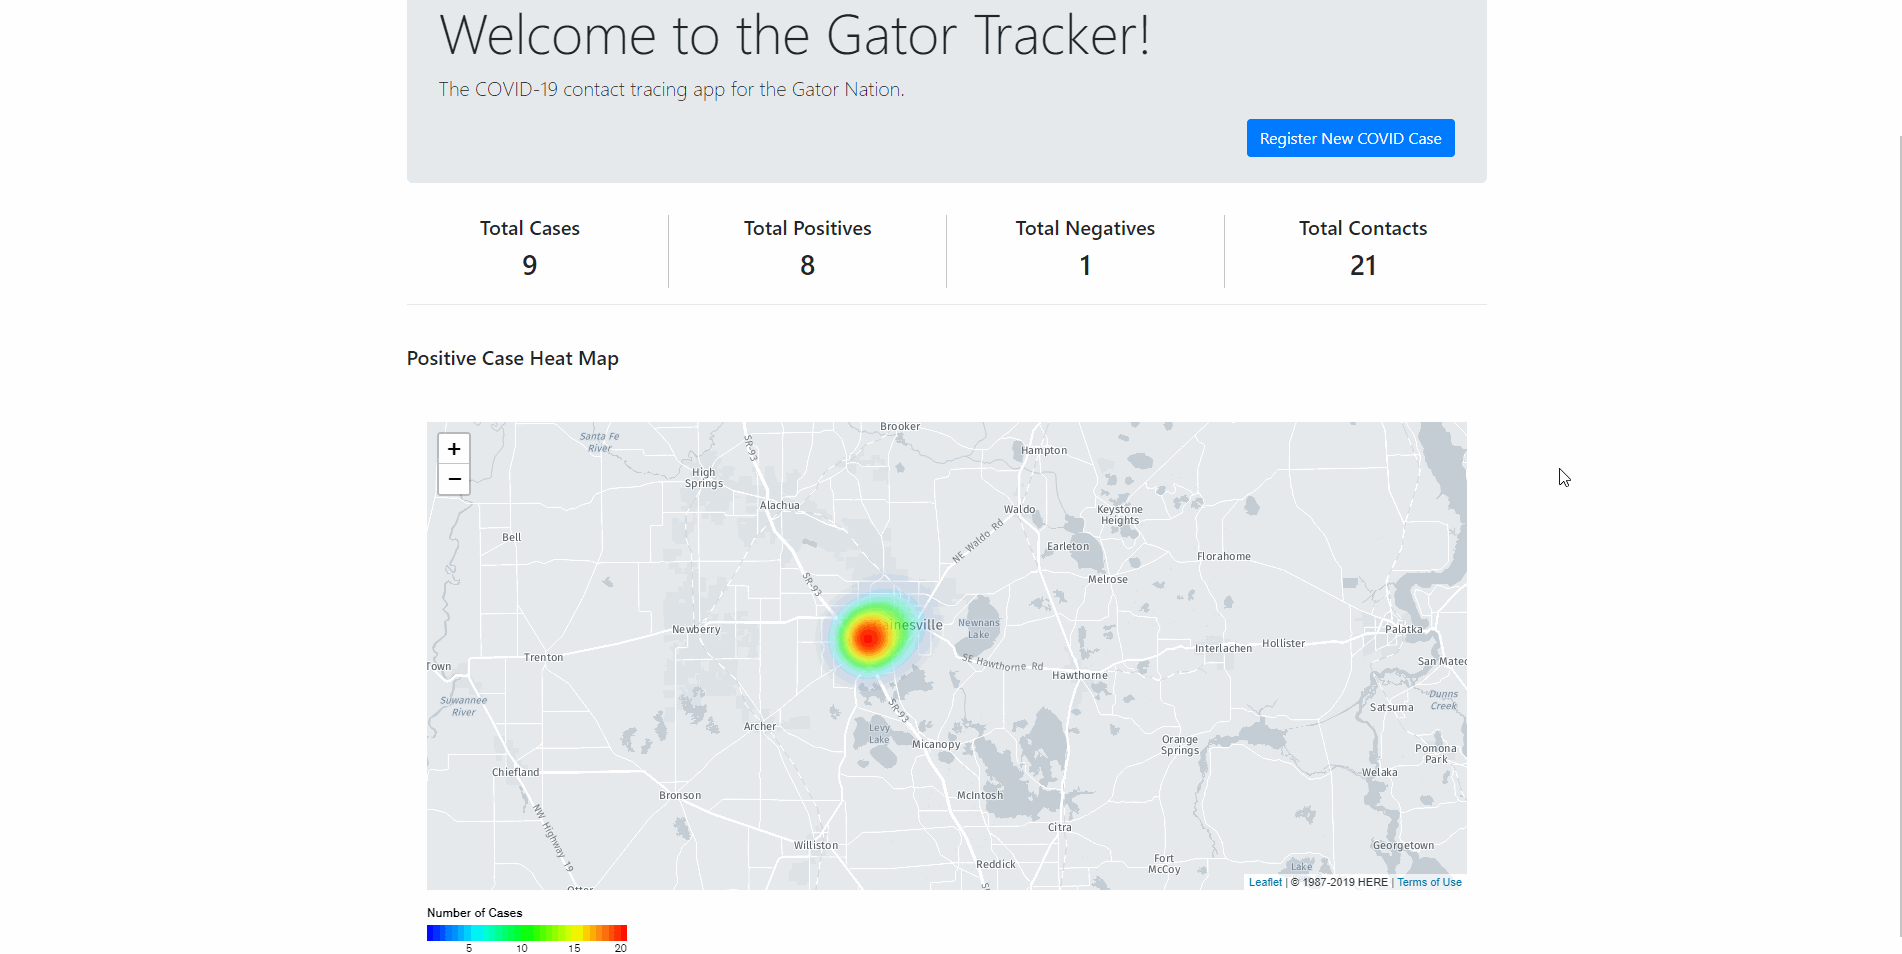 Welcome to the Gator Tracker!
The COVID-19 contact tracing app for the Gator Nation.
Register New COVID Case
Total Cases
Total Positives
Total Negatives
Total Contacts
9
8
1
21
Positive Case Heat Map
+
−
Santa Fe
River
SR-93
Brooker
Hampton
High
Springs
Alachua
Waldo
Keystone
Heights
Bell
NE Waldo Rd
Earleton
Florahome
SR-93
Melrose
Newberry
Gainesville
Newnans
Lake
Palatka
Hollister
Interlachen
Trenton
Town
SE Hawthorne Rd
San Mateo
Hawthorne
Suwannee
River
Dunns
Creek
Satsuma
SR-93
Archer
Levy
Lake
Micanopy
Orange
Springs
Pomona
Park
Chiefland
Welaka
Bronson
McIntosh
NW Highway 19
Citra
Williston
Georgetown
Reddick
Fort
McCoy
Lake
Otter
Leaflet | © 1987-2019 HERE | Terms of Use
Number of Cases
5 10 15 20